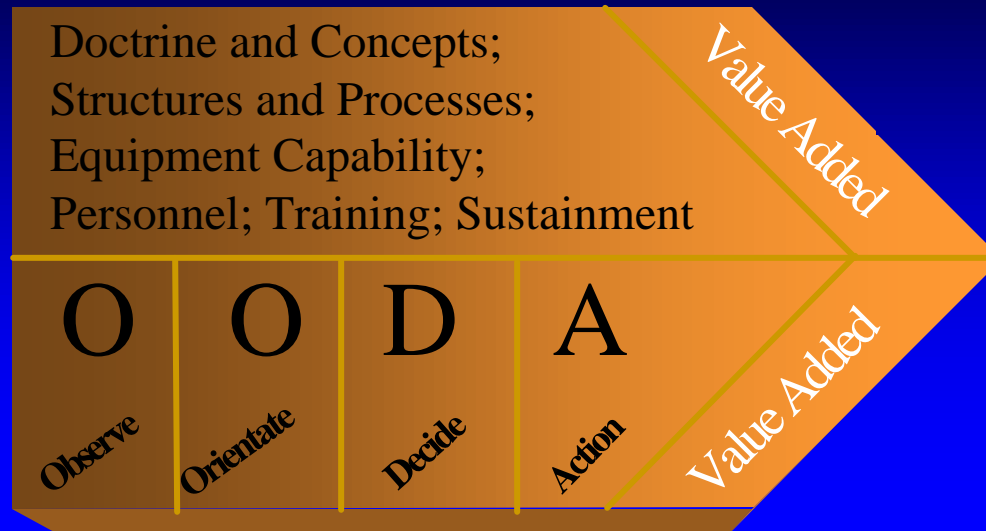 Doctrine and Concepts;
Structures and Processes;
Equipment Capability;
Personnel; Training; Sustainment
Value Added
O O D A
Observe Orientate Decide Action
Value Added